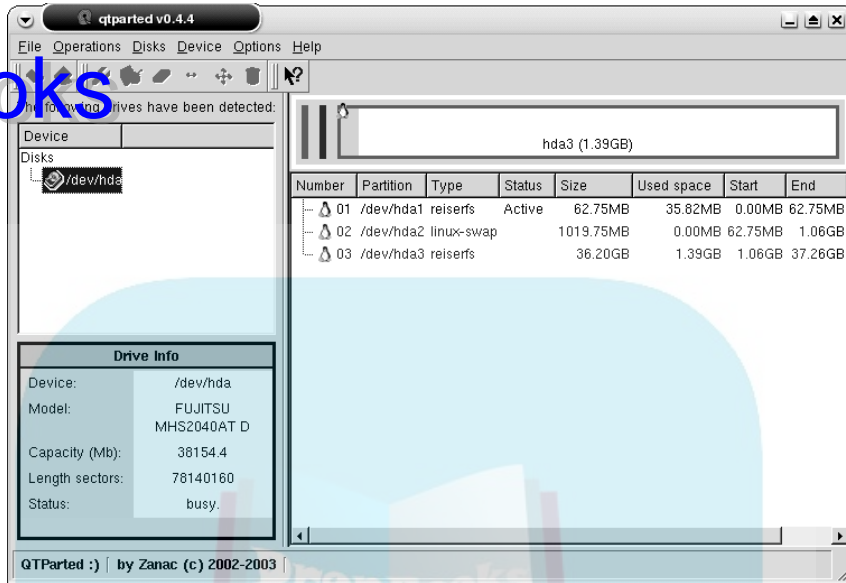 qtparted v0.4.4
File Operations Disks Device Options Help
oks
The following drives have been detected:
Device
Disks
/dev/hda
hda3 (1.39GB)
Number Partition Type Status Size Used space Start End
01 /dev/hda1 reiserfs Active 62.75MB 35.82MB 0.00MB 62.75MB
02 /dev/hda2 linux-swap 1019.75MB 0.00MB 62.75MB 1.06GB
03 /dev/hda3 reiserfs 36.20GB 1.39GB 1.06GB 37.26GB
Drive Info
Device: /dev/hda
Model: FUJITSU
MHS2040AT D
Capacity (Mb): 38154.4
Length sectors: 78140160
Status: busy.
QTParted :) by Zanac (c) 2002-2003